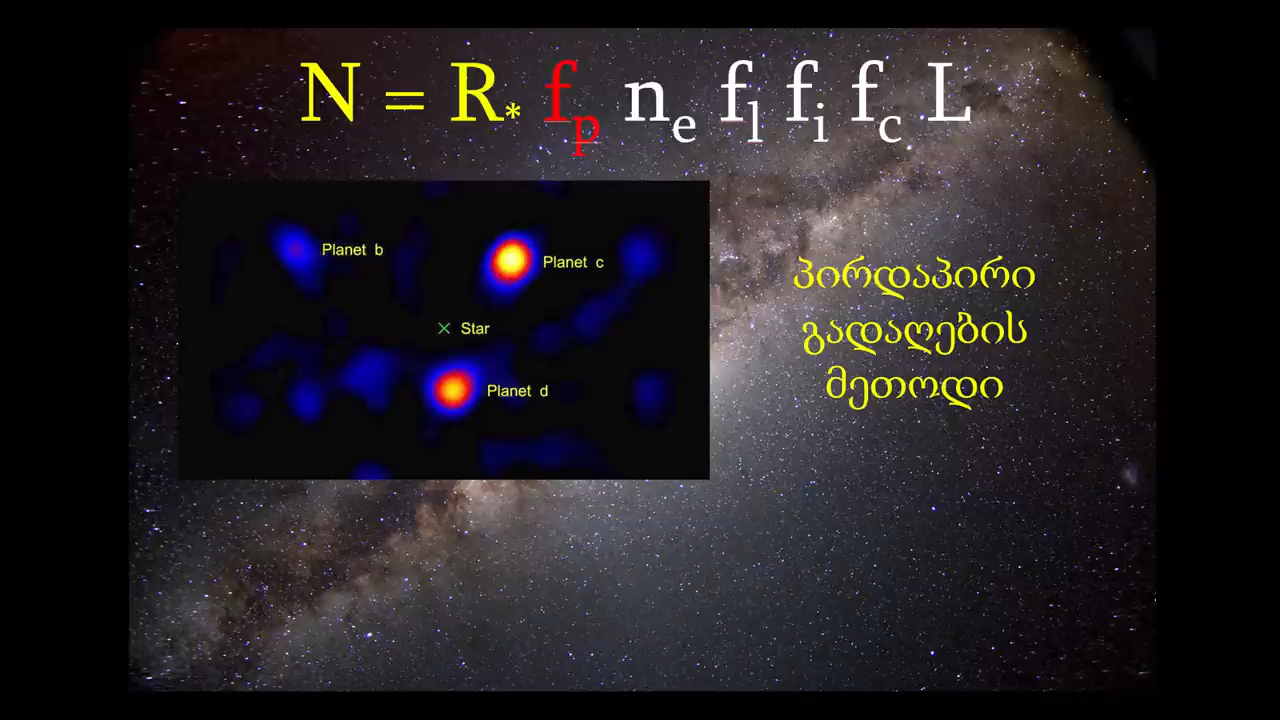 N = R* fp ne fl fi fc L
Planet b
Planet c
Star
Planet d
პირდაპირი
გადაღების
მეთოდი